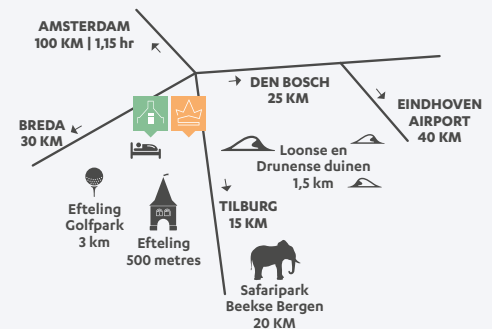 AMSTERDAM
100 KM | 1,15 hr
DEN BOSCH
25 KM
EINDHOVEN
AIRPORT
40 KM
BREDA
30 KM
Loonse en
Drunense duinen
1,5 km
Efteling
Golfpark
3 km
Efteling
500 metres
TILBURG
15 KM
Safaripark
Beekse Bergen
20 KM